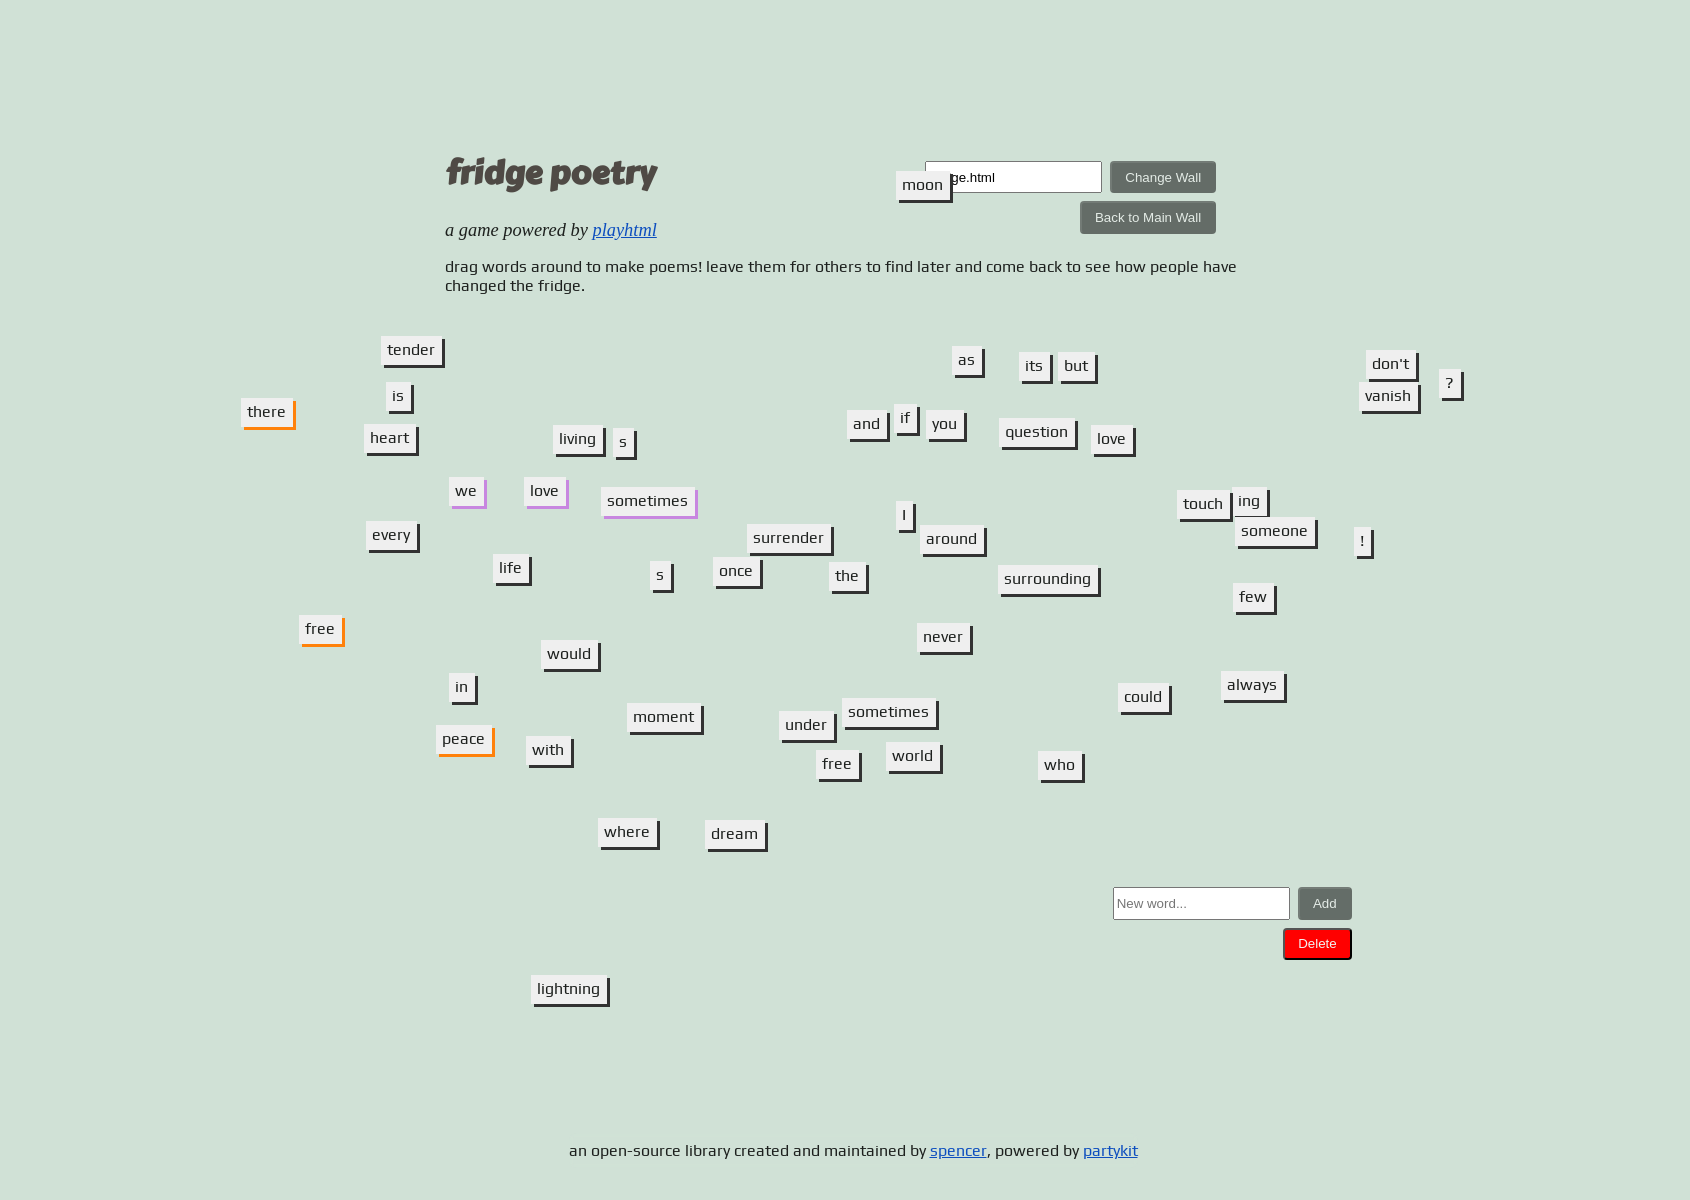 fridge poetry
ge.html
Change Wall
moon
Back to Main Wall
a game powered by playhtml
drag words around to make poems! leave them for others to find later and come back to see how people have
changed the fridge.
tender
as
its
but
don't
?
is
vanish
there
and
if
you
question
love
heart
living
s
we
love
sometimes
touch
ing
I
every
surrender
around
someone
!
life
s
once
the
surrounding
few
free
would
never
in
could
always
moment
under
sometimes
peace
with
free
world
who
where
dream
New word...
Add
Delete
lightning
an open-source library created and maintained by spencer, powered by partykit